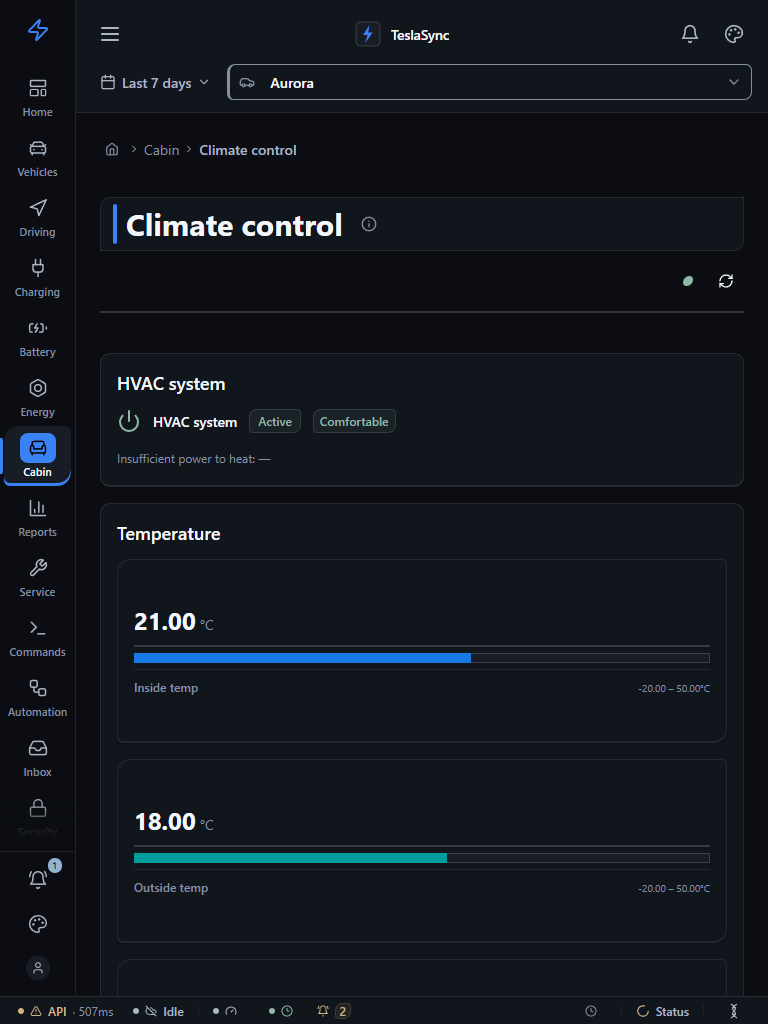 TeslaSync
Last 7 days
Aurora
Home
Vehicles
Driving
Charging
Battery
Energy
Cabin
Reports
Service
Commands
Automation
Inbox
Security
1
Cabin
Climate control
Climate control
HVAC system
HVAC system Active Comfortable
Insufficient power to heat: —
Temperature
21.00 °C
Inside temp -20.00 – 50.00°C
18.00 °C
Outside temp -20.00 – 50.00°C
API · 507ms Idle 2 Status